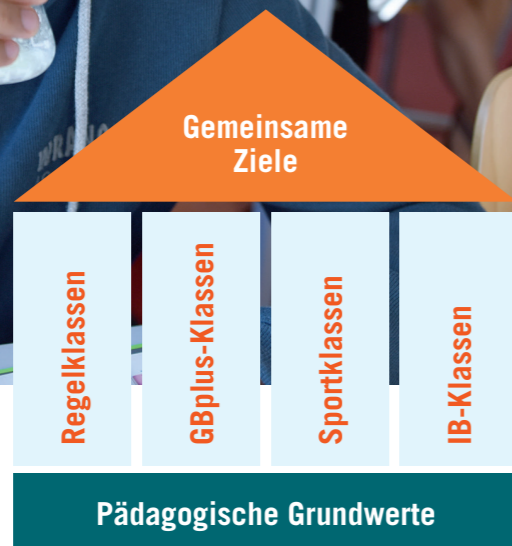 Gemeinsame
Ziele
Regelklassen
GBplus-Klassen
Sportklassen
IB-Klassen
Pädagogische Grundwerte